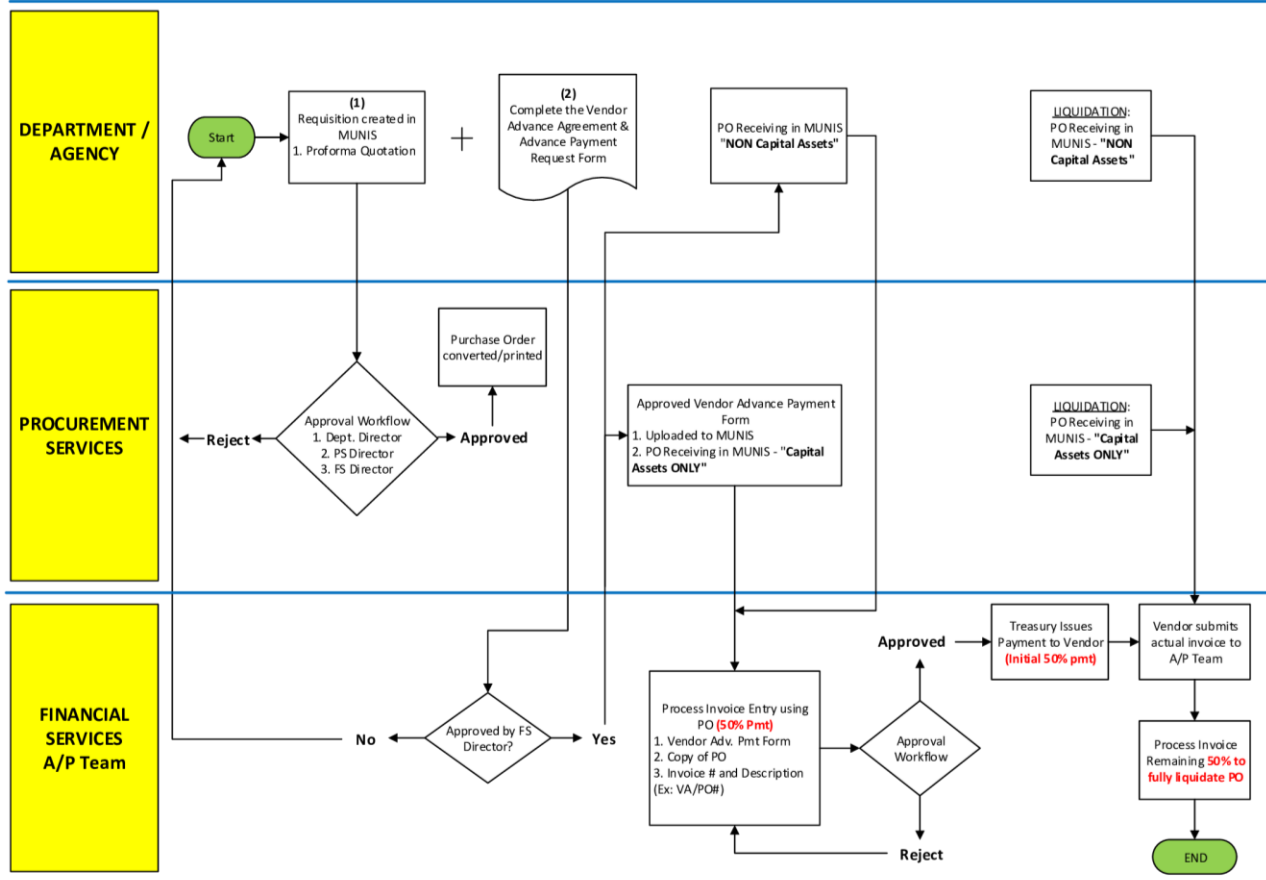 DEPARTMENT /
AGENCY
Start
(1)
Requisition created in
MUNIS
1. Proforma Quotation
+
(2)
Complete the Vendor
Advance Agreement &
Advance Payment
Request Form
PO Receiving in MUNIS
"NON Capital Assets"
LIQUIDATION:
PO Receiving in
MUNIS - "NON
Capital Assets"
PROCUREMENT
SERVICES
Reject
Approval Workflow
1. Dept. Director
2. PS Director
3. FS Director
Approved
Purchase Order
converted/printed
Approved Vendor Advance Payment
Form
1. Uploaded to MUNIS
2. PO Receiving in MUNIS - "Capital
Assets ONLY"
LIQUIDATION:
PO Receiving in
MUNIS - "Capital
Assets ONLY"
FINANCIAL
SERVICES
A/P Team
No
Approved by FS
Director?
Yes
Process Invoice Entry using
PO (50% Pmt)
1. Vendor Adv. Pmt Form
2. Copy of PO
3. Invoice # and Description
(Ex: VA/PO#)
Approval
Workflow
Approved
Reject
Treasury Issues
Payment to Vendor
(Initial 50% pmt)
Vendor submits
actual invoice to
A/P Team
Process Invoice
Remaining 50% to
fully liquidate PO
END